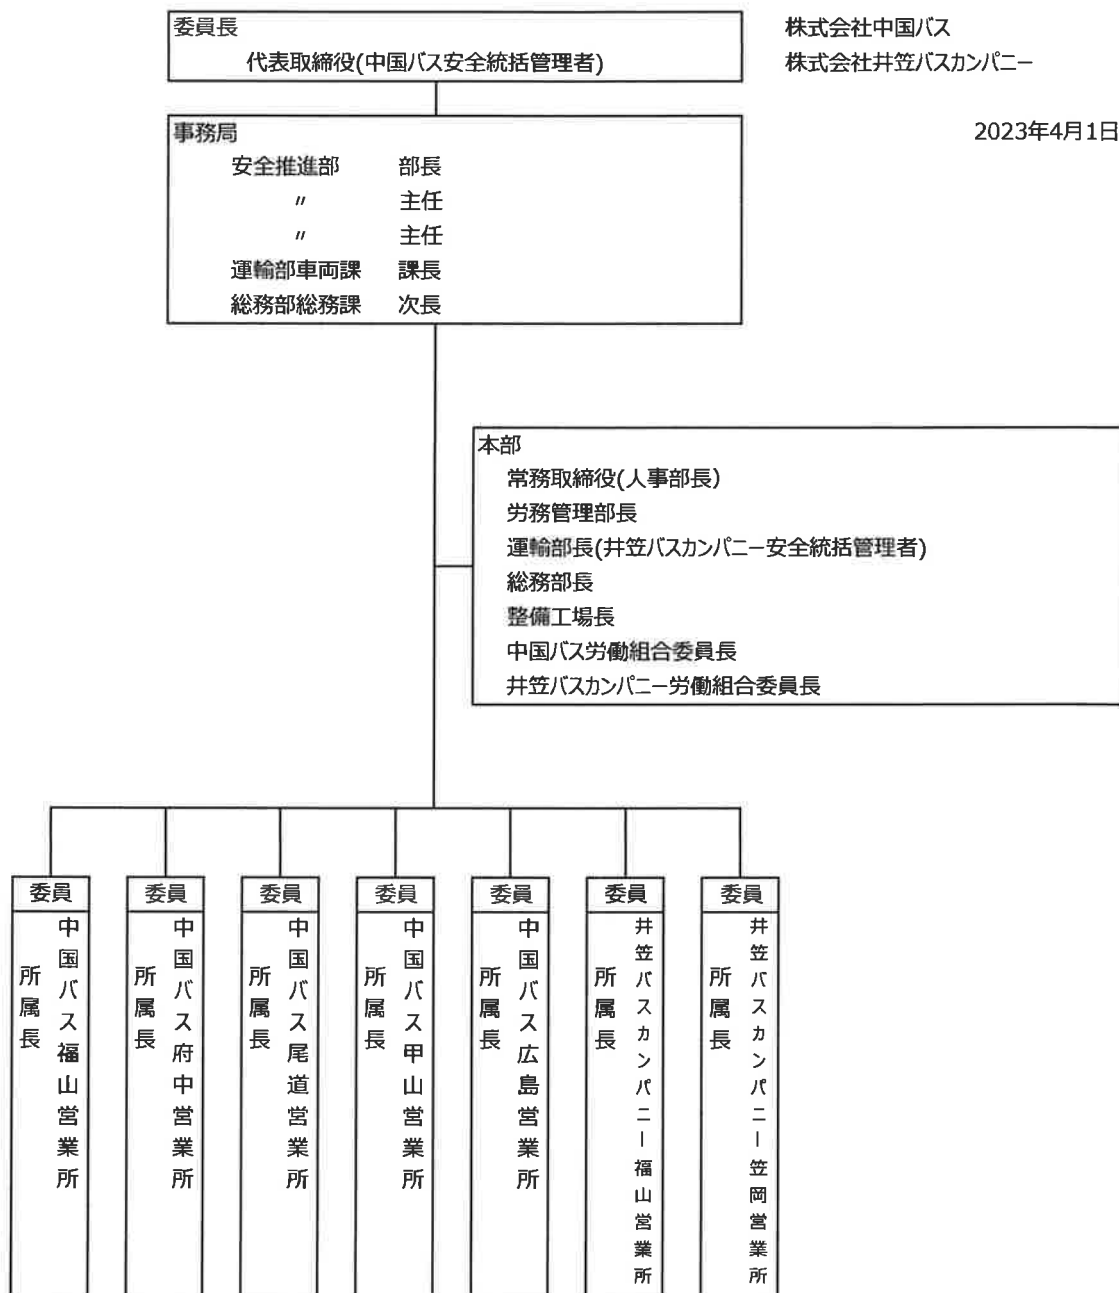 委員長
代表取締役(中国バス安全統括管理者)
株式会社中国バス
株式会社井笠バスカンパニー
2023年4月1日
事務局
安全推進部 部長
〃 主任
〃 主任
運輸部車両課 課長
総務部総務課 次長
本部
常務取締役(人事部長)
労務管理部長
運輸部長(井笠バスカンパニー安全統括管理者)
総務部長
整備工場長
中国バス労働組合委員長
井笠バスカンパニー労働組合委員長
委員
中国バス福山営業所
所属長
委員
中国バス府中営業所
所属長
委員
中国バス尾道営業所
所属長
委員
中国バス甲山営業所
所属長
委員
中国バス広島営業所
所属長
委員
井笠バスカンパニー福山営業所
所属長
委員
井笠バスカンパニー笠岡営業所
所属長